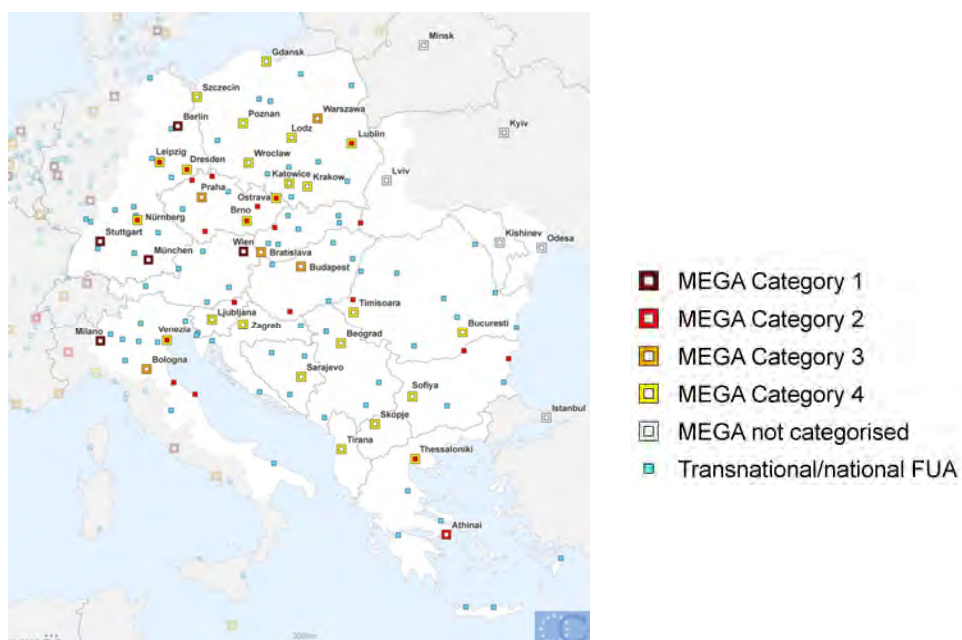 Minsk
Gdansk
Szczecin
Berlin
Poznan
Warszawa
Lodz
Lublin
Kyiv
Leipzig
Dresden
Wroclaw
Katowice
Krakow
Lviv
Praha
Ostrava
Nürnberg
Brno
Stuttgart
München
Wien
Bratislava
Budapest
Kishinev
Odesa
Ljubljana
Zagreb
Timisoara
Milano
Venezia
Beograd
Bucuresti
Bologna
Sarajevo
Sofiya
Skopje
Istanbul
Tirana
Thessaloniki
Athinai
300km
MEGA Category 1
MEGA Category 2
MEGA Category 3
MEGA Category 4
MEGA not categorised
Transnational/national FUA